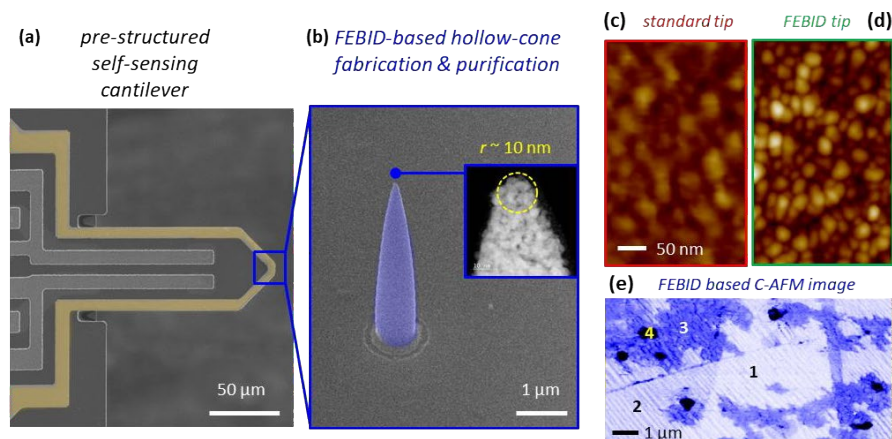 (a)
pre-structured
self-sensing
cantilever
50 µm
(b)
FEBID-based hollow-cone
fabrication & purification
r ~ 10 nm
1 µm
(c)
standard tip
50 nm
FEBID tip
(d)
(e)
FEBID based C-AFM image
4
3
1
2
1 µm